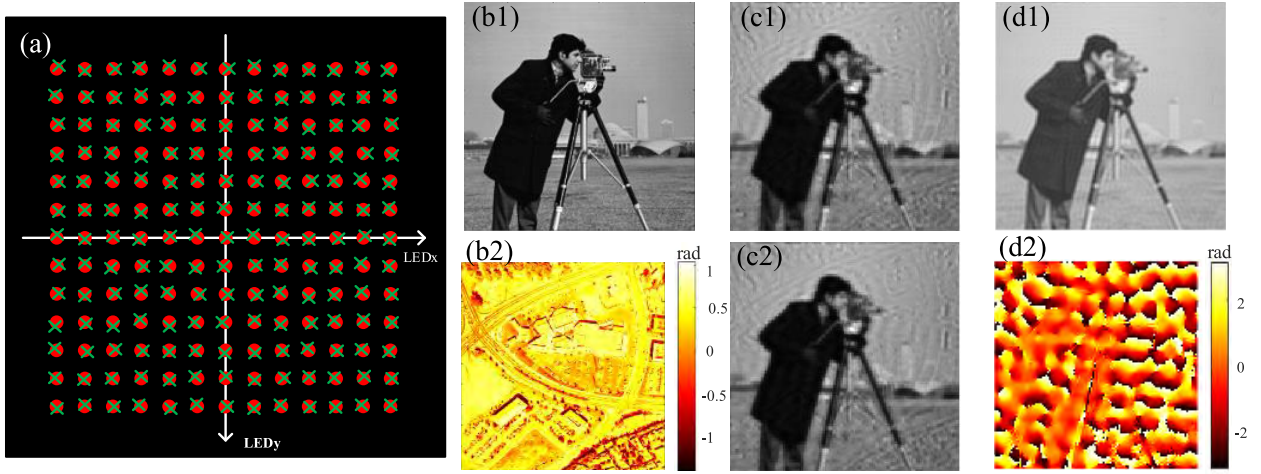 (a)
LEDx
LEDy
(b1)
(c1)
(d1)
(b2)
rad
1
0.5
0
-0.5
-1
(c2)
(d2)
rad
2
0
-2